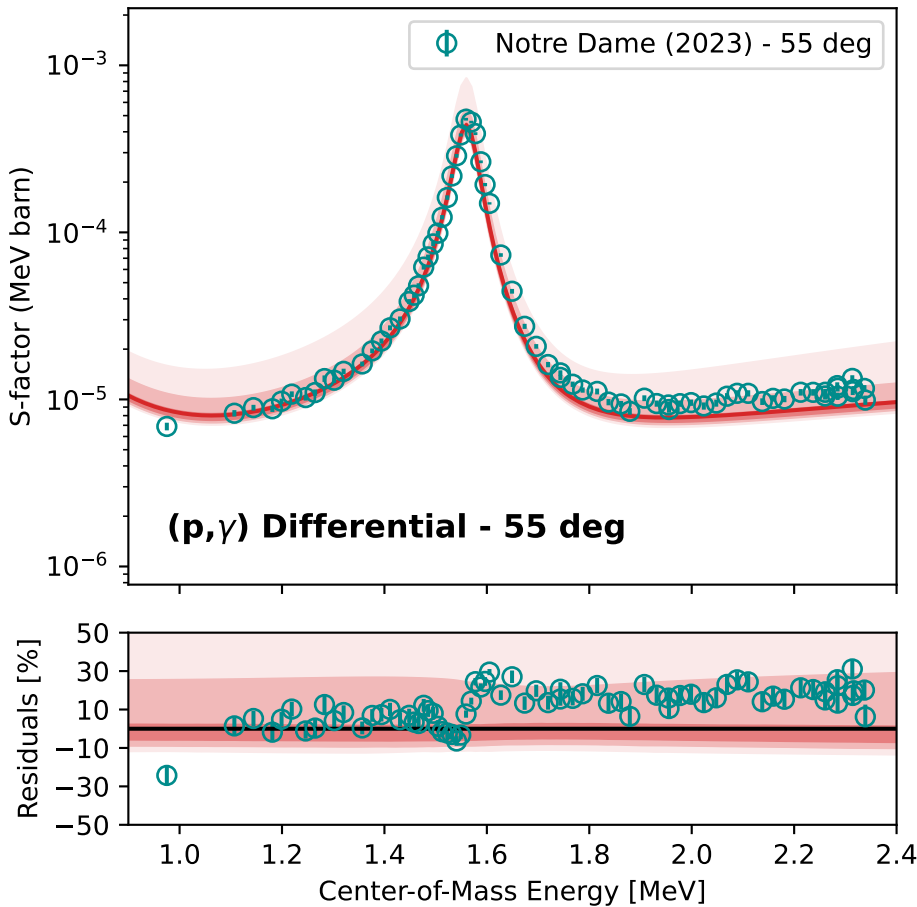 Notre Dame (2023) - 55 deg
10⁻³
10⁻⁴
10⁻⁵
10⁻⁶
S-factor (MeV barn)
(p,γ) Differential - 55 deg
50
30
10
−10
−30
−50
Residuals [%]
1.0 1.2 1.4 1.6 1.8 2.0 2.2 2.4
Center-of-Mass Energy [MeV]